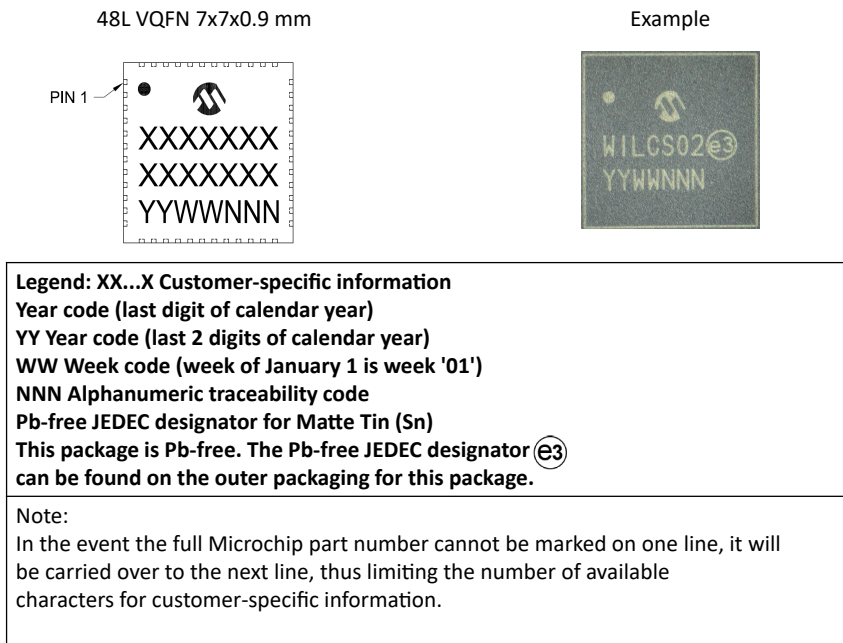 48L VQFN 7x7x0.9 mm
Example
PIN 1
XXXXXXX
XXXXXXX
YYWWNNN
WILCS02e3
YYWWNNN
Legend: XX...X Customer-specific information
Year code (last digit of calendar year)
YY Year code (last 2 digits of calendar year)
WW Week code (week of January 1 is week '01')
NNN Alphanumeric traceability code
Pb-free JEDEC designator for Matte Tin (Sn)
This package is Pb-free. The Pb-free JEDEC designator e3
can be found on the outer packaging for this package.
Note:
In the event the full Microchip part number cannot be marked on one line, it will
be carried over to the next line, thus limiting the number of available
characters for customer-specific information.